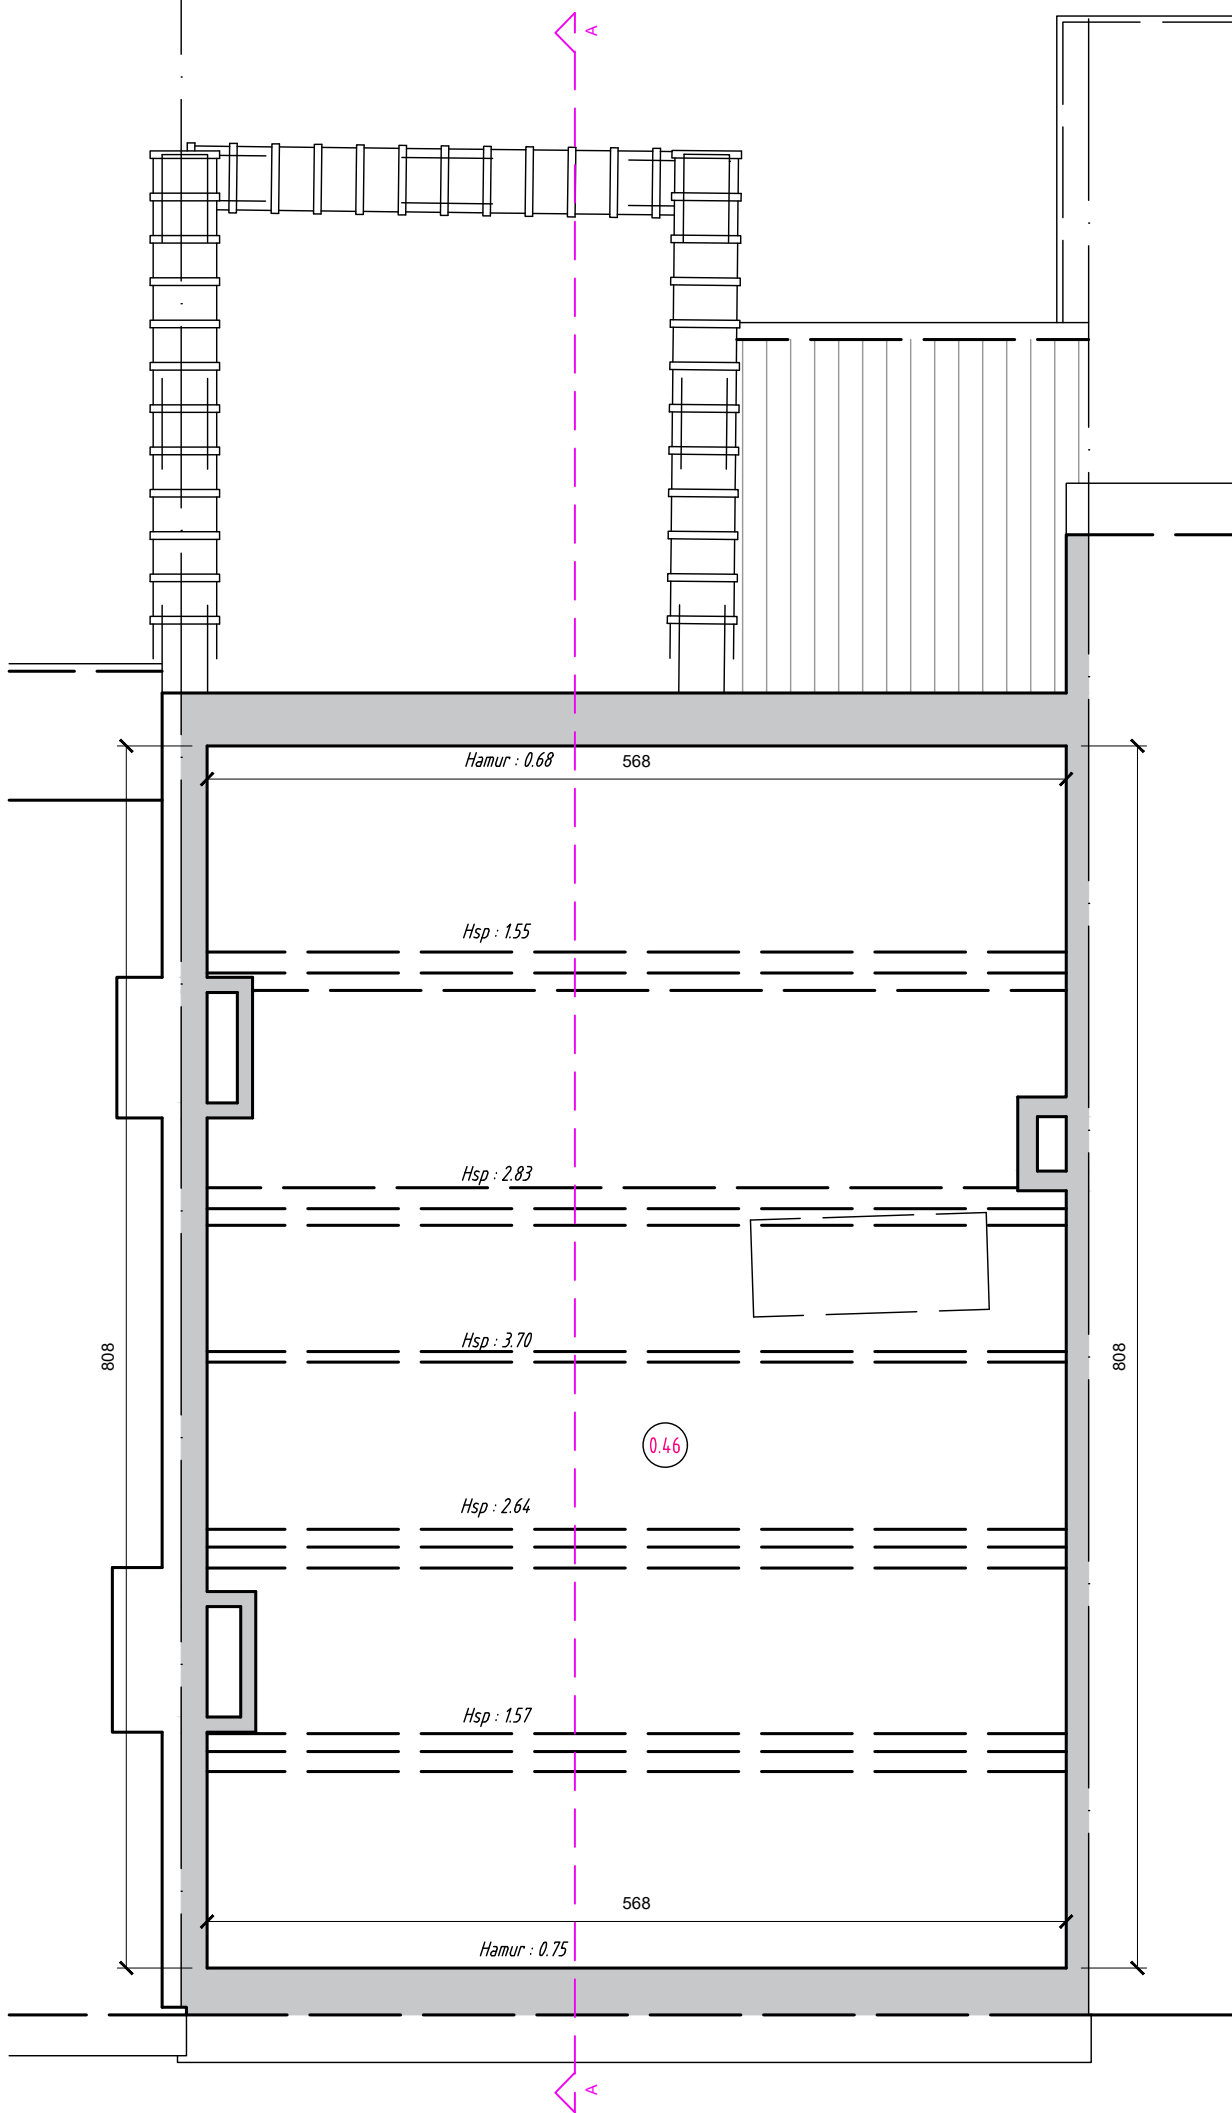 A
Hamur : 0.68
568
Hsp : 1.55
Hsp : 2.83
Hsp : 3.70
808
808
0.46
Hsp : 2.64
Hsp : 1.57
568
Hamur : 0.75
A